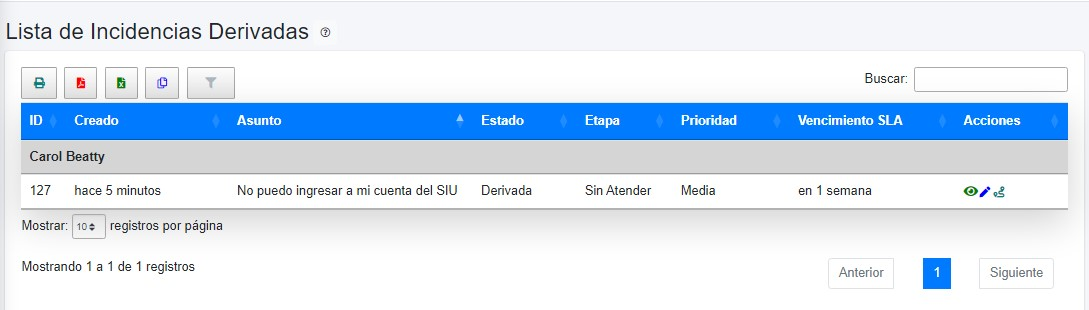 Lista de Incidencias Derivadas
Buscar:
ID Creado Asunto Estado Etapa Prioridad Vencimiento SLA Acciones
Carol Beatty
127 hace 5 minutos No puedo ingresar a mi cuenta del SIU Derivada Sin Atender Media en 1 semana
Mostrar: 10 registros por página
Mostrando 1 a 1 de 1 registros
Anterior 1 Siguiente